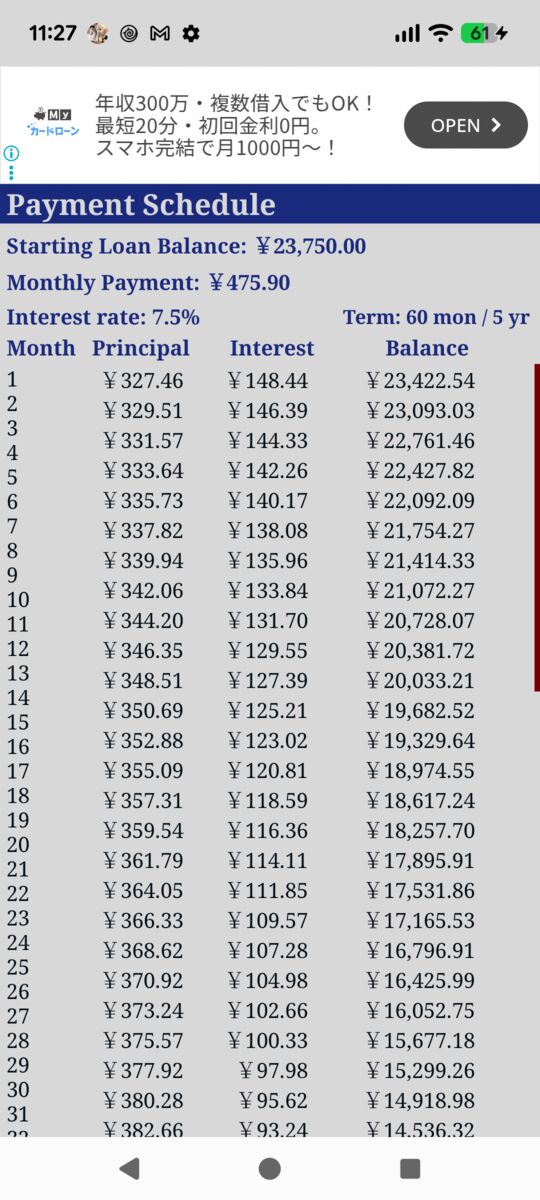 11:27
61
My
カードローン
年収300万・複数借入でもOK！
最短20分・初回金利0円。
スマホ完結で月1000円〜！
OPEN
Payment Schedule
Starting Loan Balance: ￥23,750.00
Monthly Payment: ￥475.90
Interest rate: 7.5% Term: 60 mon / 5 yr
Month Principal Interest Balance
1 ￥327.46 ￥148.44 ￥23,422.54
2 ￥329.51 ￥146.39 ￥23,093.03
3 ￥331.57 ￥144.33 ￥22,761.46
4 ￥333.64 ￥142.26 ￥22,427.82
5 ￥335.73 ￥140.17 ￥22,092.09
6 ￥337.82 ￥138.08 ￥21,754.27
7 ￥339.94 ￥135.96 ￥21,414.33
8 ￥342.06 ￥133.84 ￥21,072.27
9 ￥344.20 ￥131.70 ￥20,728.07
10 ￥346.35 ￥129.55 ￥20,381.72
11 ￥348.51 ￥127.39 ￥20,033.21
12 ￥350.69 ￥125.21 ￥19,682.52
13 ￥352.88 ￥123.02 ￥19,329.64
14 ￥355.09 ￥120.81 ￥18,974.55
15 ￥357.31 ￥118.59 ￥18,617.24
16 ￥359.54 ￥116.36 ￥18,257.70
17 ￥361.79 ￥114.11 ￥17,895.91
18 ￥364.05 ￥111.85 ￥17,531.86
19 ￥366.33 ￥109.57 ￥17,165.53
20 ￥368.62 ￥107.28 ￥16,796.91
21 ￥370.92 ￥104.98 ￥16,425.99
22 ￥373.24 ￥102.66 ￥16,052.75
23 ￥375.57 ￥100.33 ￥15,677.18
24 ￥377.92 ￥97.98 ￥15,299.26
25 ￥380.28 ￥95.62 ￥14,918.98
26 ￥382.66 ￥93.24 ￥14,536.32
27
28
29
30
31